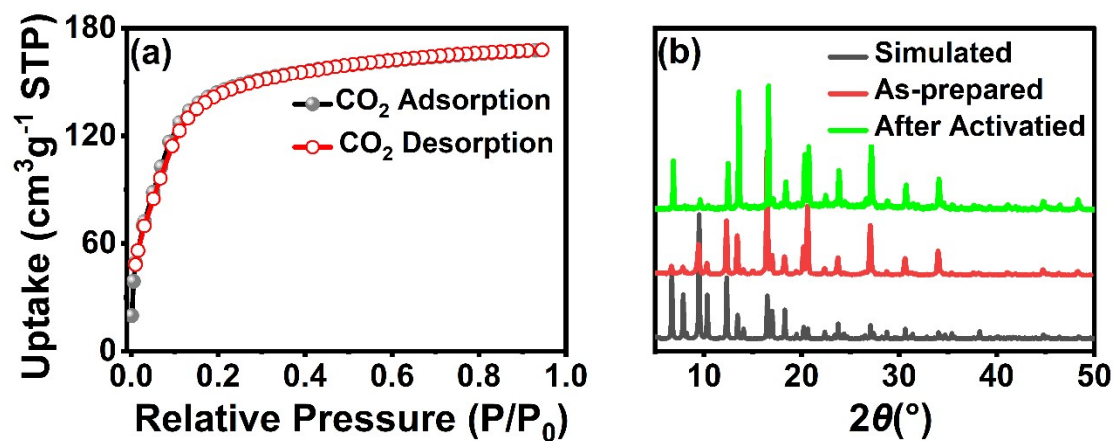 (a)
Uptake (cm³g⁻¹ STP)
180
120
60
0
CO₂ Adsorption
CO₂ Desorption
0.0 0.2 0.4 0.6 0.8 1.0
Relative Pressure (P/P₀)
(b)
Simulated
As-prepared
After Activatied
10 20 30 40 50
2θ(°)